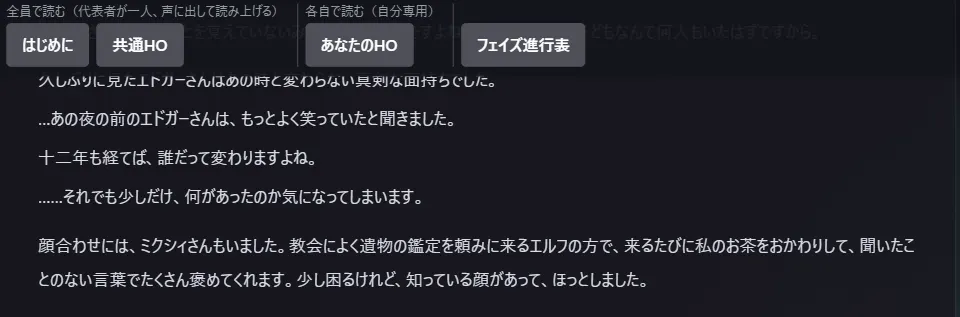 全員で読む（代表者が一人、声に出して読み上げる）
各自で読む（自分専用）
はじめに
共通HO
あなたのHO
フェイズ進行表
久しぶりに見たエドガーさんはあの時と変わらない真剣な面持ちでした。
…あの夜の前のエドガーさんは、もっとよく笑っていたと聞きました。
十二年も経てば、誰だって変わりますよね。
……それでも少しだけ、何があったのか気になってしまいます。
顔合わせには、ミクシィさんもいました。教会によく遺物の鑑定を頼みに来るエルフの方で、来るたびに私のお茶をおかわりして、聞いたこ
とのない言葉でたくさん褒めてくれます。少し困るけれど、知っている顔があって、ほっとしました。